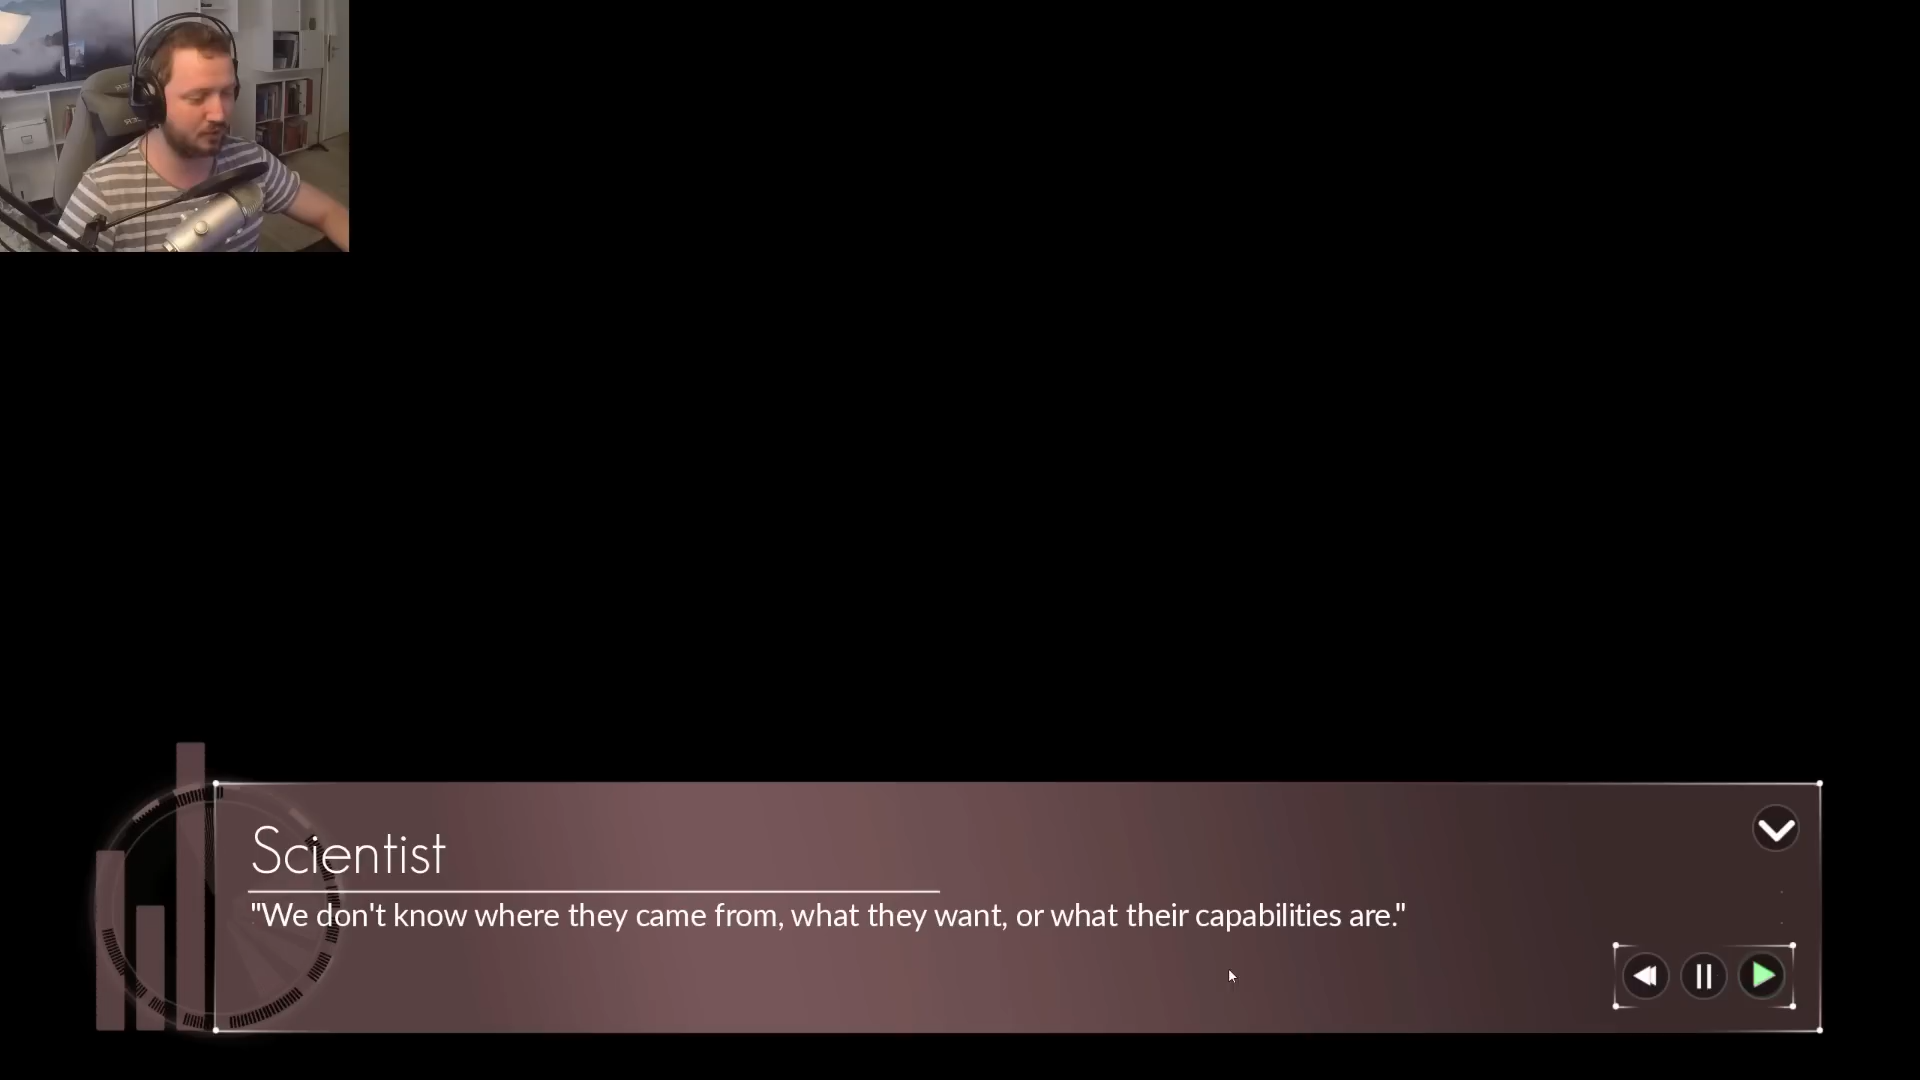 Scientist
"We don't know where they came from, what they want, or what their capabilities are."